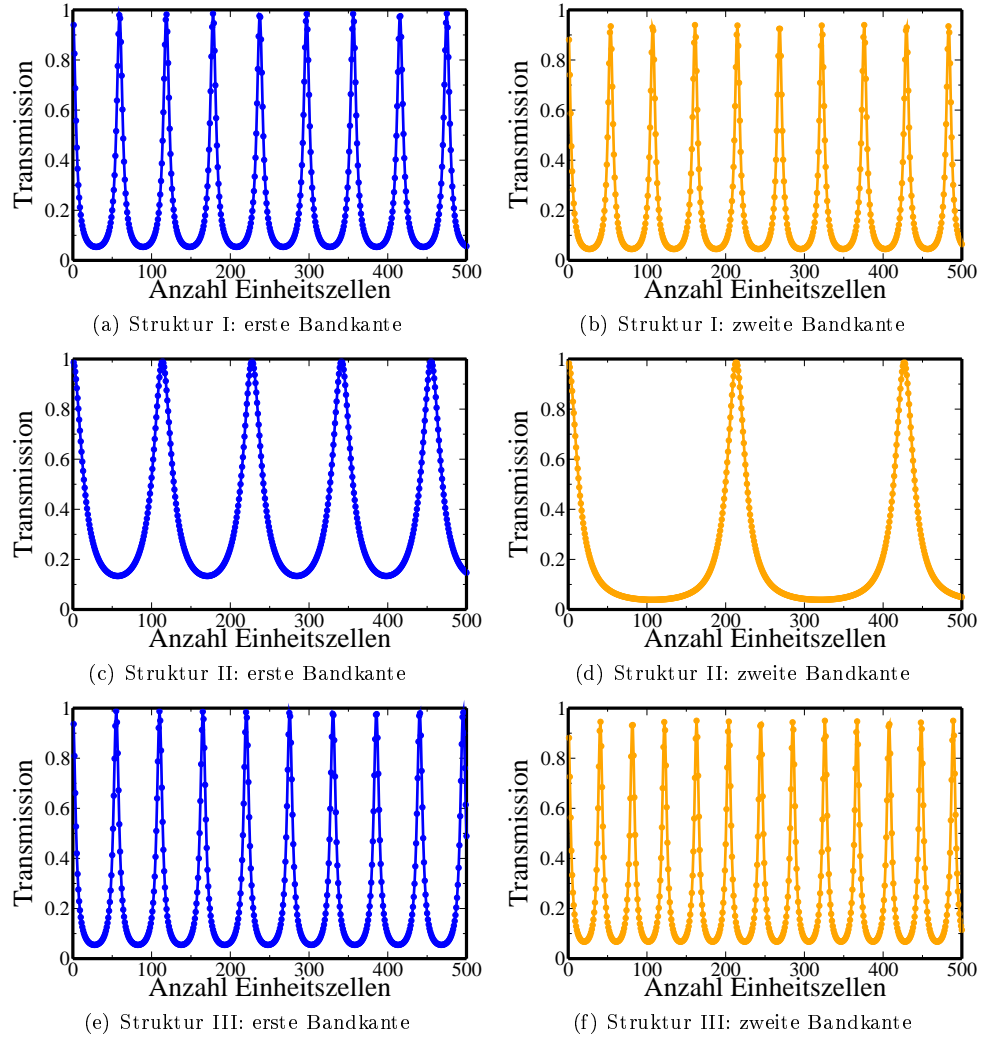 1
0.8
0.6
0.4
0.2
0
Transmission
0 100 200 300 400 500
Anzahl Einheitszellen
(a) Struktur I: erste Bandkante
1
0.8
0.6
0.4
0.2
0
Transmission
0 100 200 300 400 500
Anzahl Einheitszellen
(b) Struktur I: zweite Bandkante
1
0.8
0.6
0.4
0.2
0
Transmission
0 100 200 300 400 500
Anzahl Einheitszellen
(c) Struktur II: erste Bandkante
1
0.8
0.6
0.4
0.2
0
Transmission
0 100 200 300 400 500
Anzahl Einheitszellen
(d) Struktur II: zweite Bandkante
1
0.8
0.6
0.4
0.2
0
Transmission
0 100 200 300 400 500
Anzahl Einheitszellen
(e) Struktur III: erste Bandkante
1
0.8
0.6
0.4
0.2
0
Transmission
0 100 200 300 400 500
Anzahl Einheitszellen
(f) Struktur III: zweite Bandkante